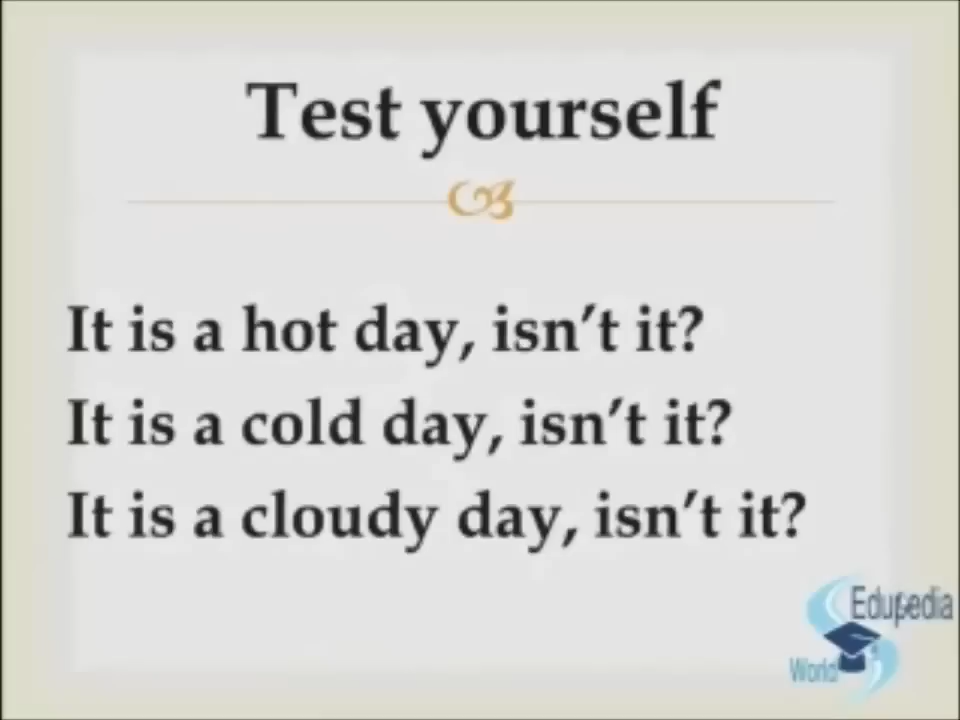 Test yourself
It is a hot day, isn’t it?
It is a cold day, isn’t it?
It is a cloudy day, isn’t it?
Edupedia
World